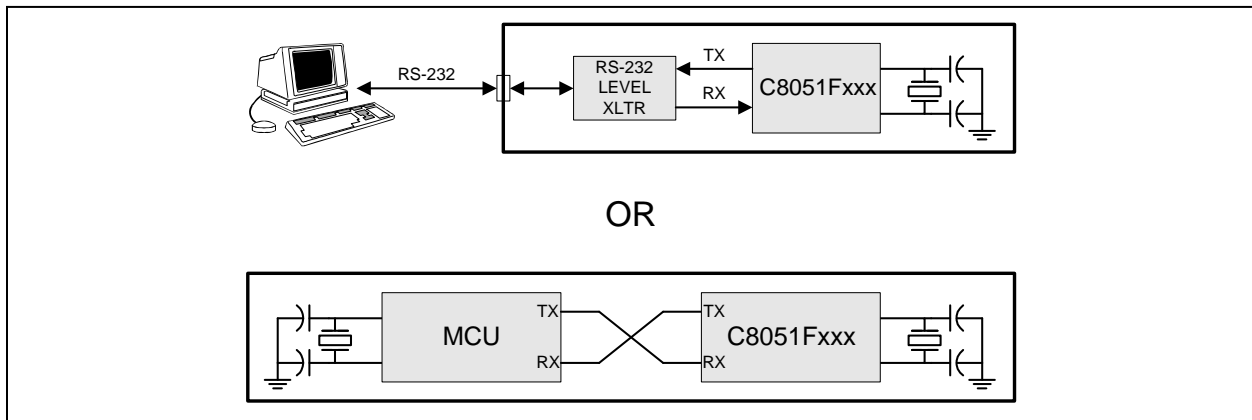 RS-232
RS-232
LEVEL
XLTR
TX
RX
C8051Fxxx
OR
MCU
TX
RX
TX
RX
C8051Fxxx